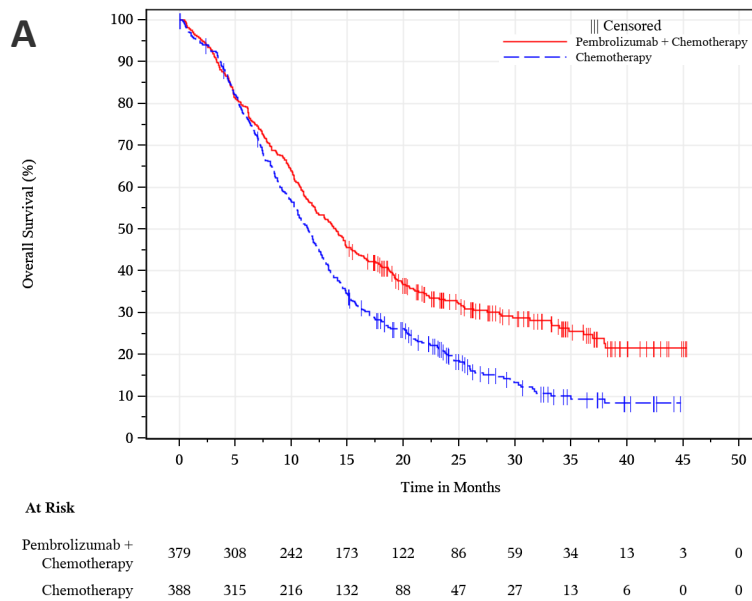 A
||| Censored
Pembrolizumab + Chemotherapy
Chemotherapy
100
90
80
70
60
50
40
30
20
10
0
Overall Survival (%)
0 5 10 15 20 25 30 35 40 45 50
Time in Months
At Risk
Pembrolizumab +
Chemotherapy 379 308 242 173 122 86 59 34 13 3 0
Chemotherapy 388 315 216 132 88 47 27 13 6 0 0